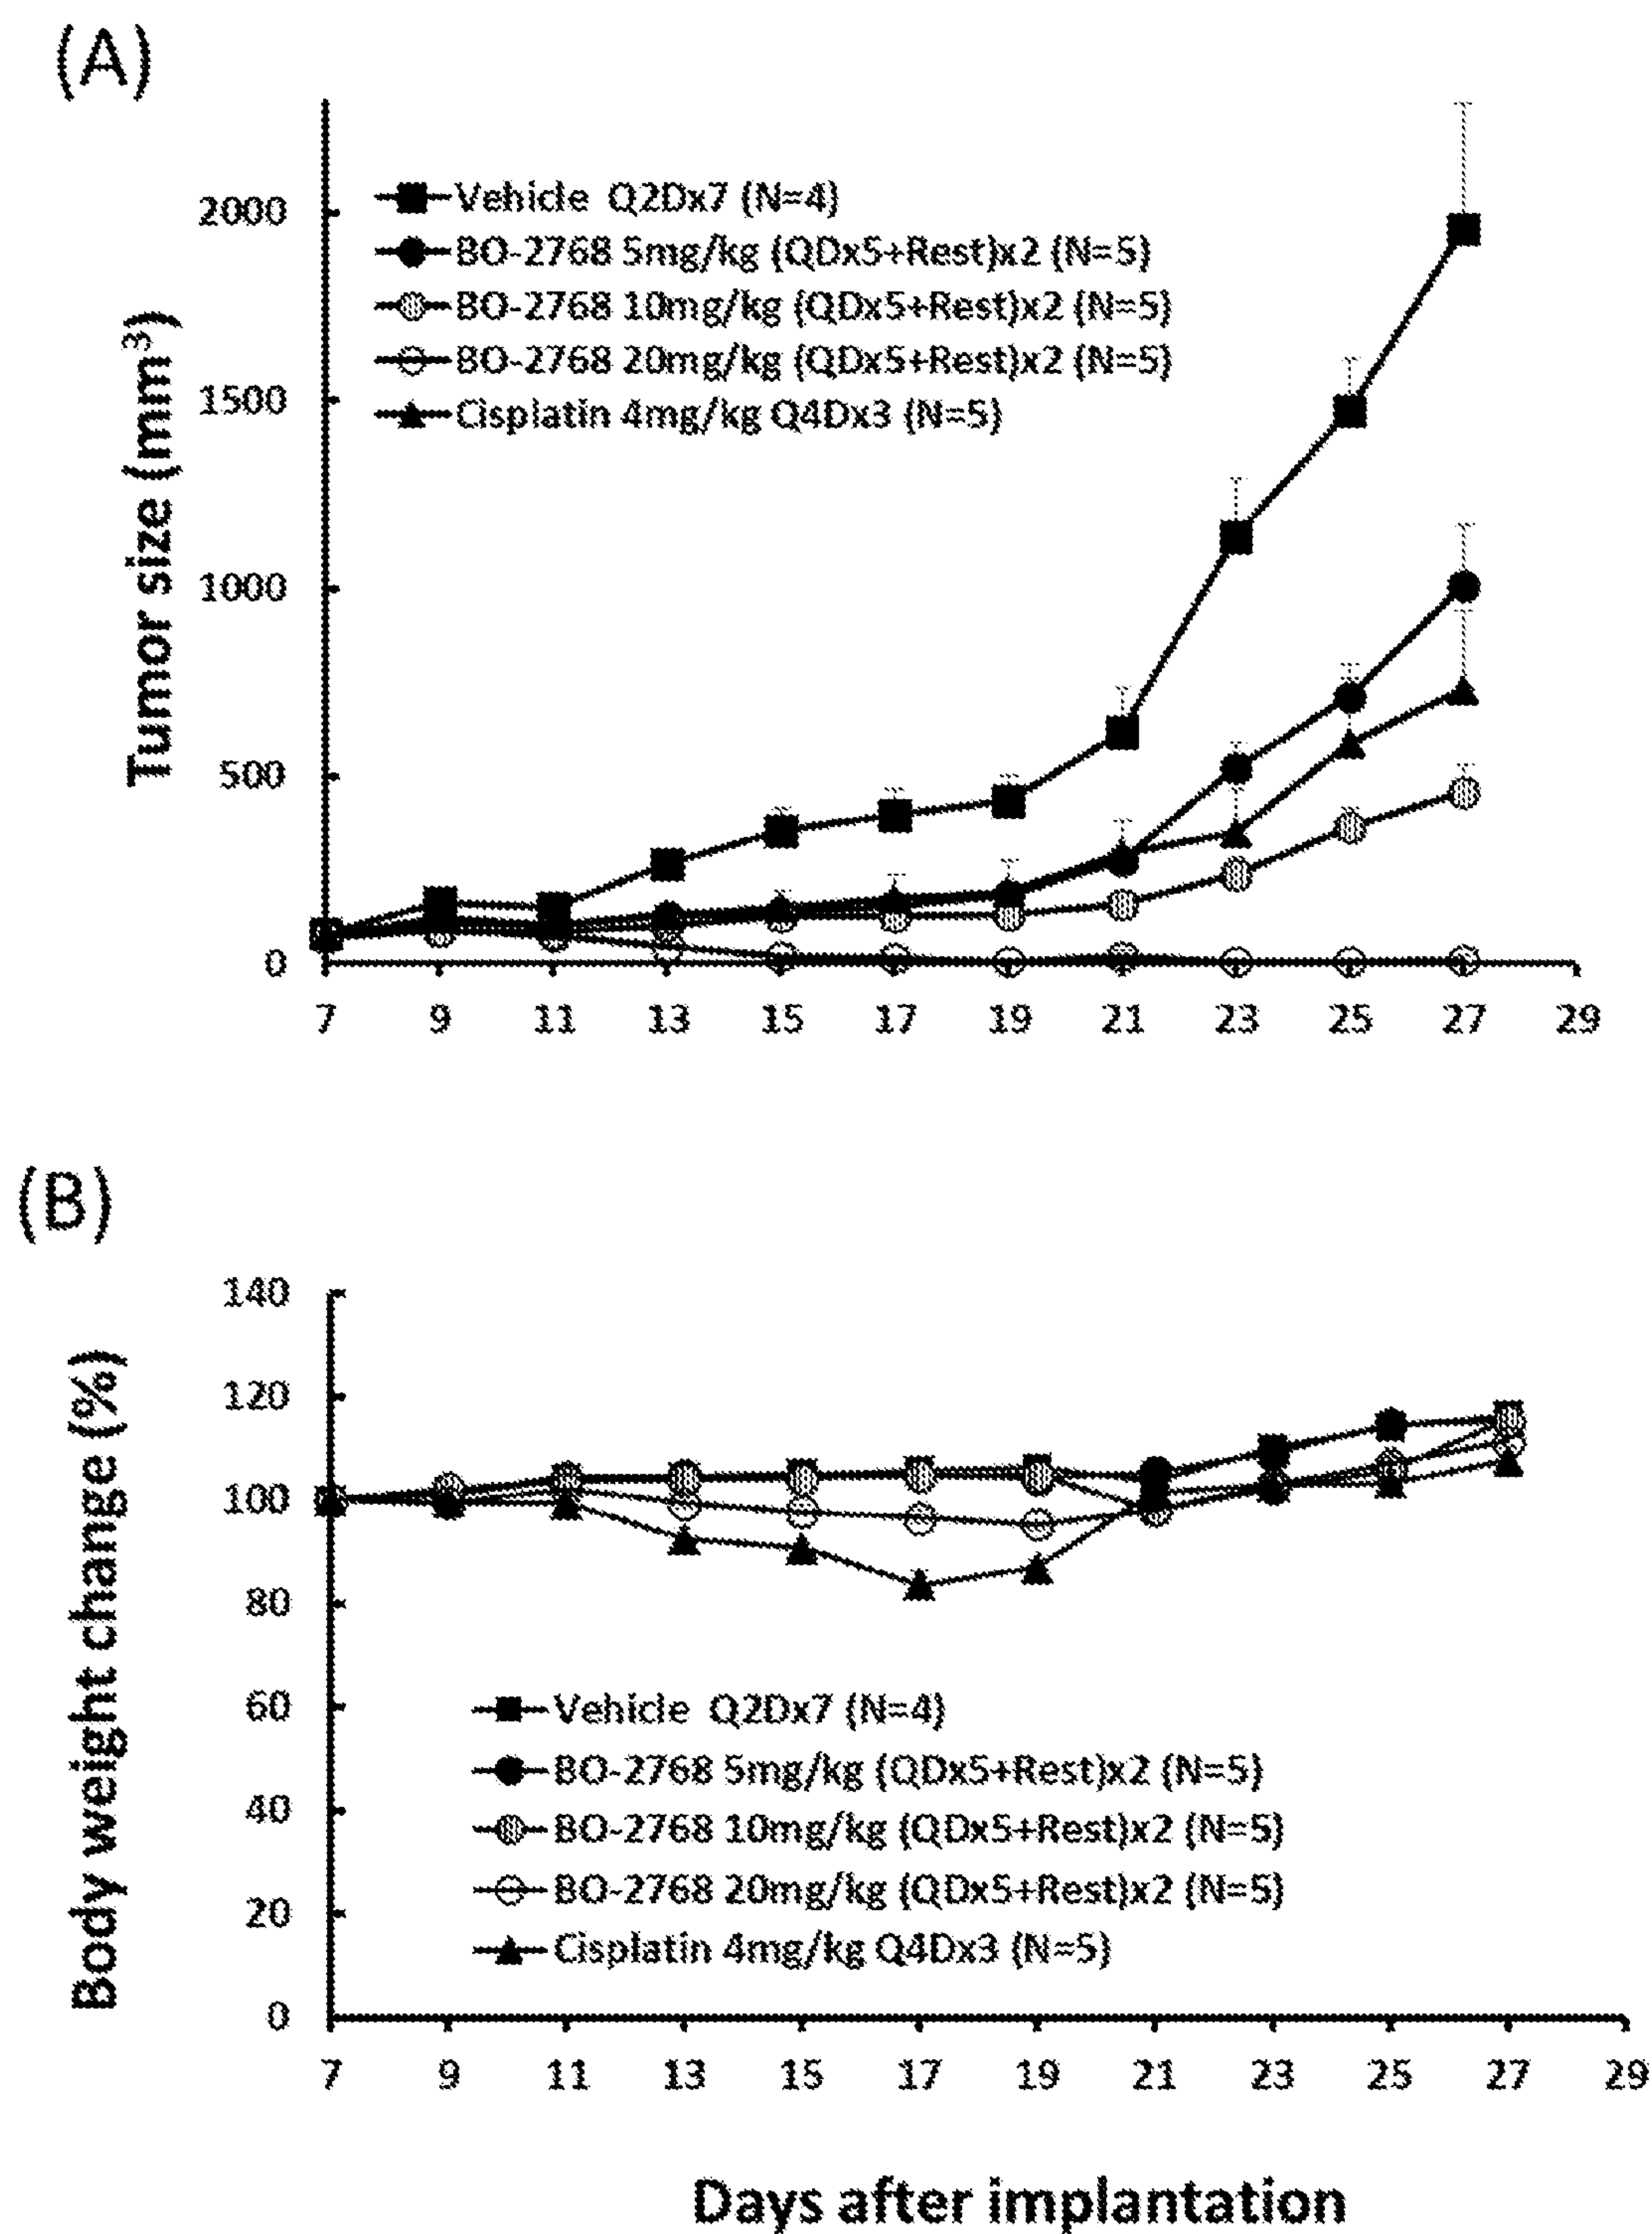 (A)
Tumor size (mm³)
2000
1500
1000
500
0
Vehicle Q2Dx7 (N=4)
BO-2768 5mg/kg (QDx5+Rest)x2 (N=5)
BO-2768 10mg/kg (QDx5+Rest)x2 (N=5)
BO-2768 20mg/kg (QDx5+Rest)x2 (N=5)
Cisplatin 4mg/kg Q4Dx3 (N=5)
7 9 11 13 15 17 19 21 23 25 27 29
(B)
Body weight change (%)
140
120
100
80
60
40
20
0
Vehicle Q2Dx7 (N=4)
BO-2768 5mg/kg (QDx5+Rest)x2 (N=5)
BO-2768 10mg/kg (QDx5+Rest)x2 (N=5)
BO-2768 20mg/kg (QDx5+Rest)x2 (N=5)
Cisplatin 4mg/kg Q4Dx3 (N=5)
7 9 11 13 15 17 19 21 23 25 27 29
Days after implantation